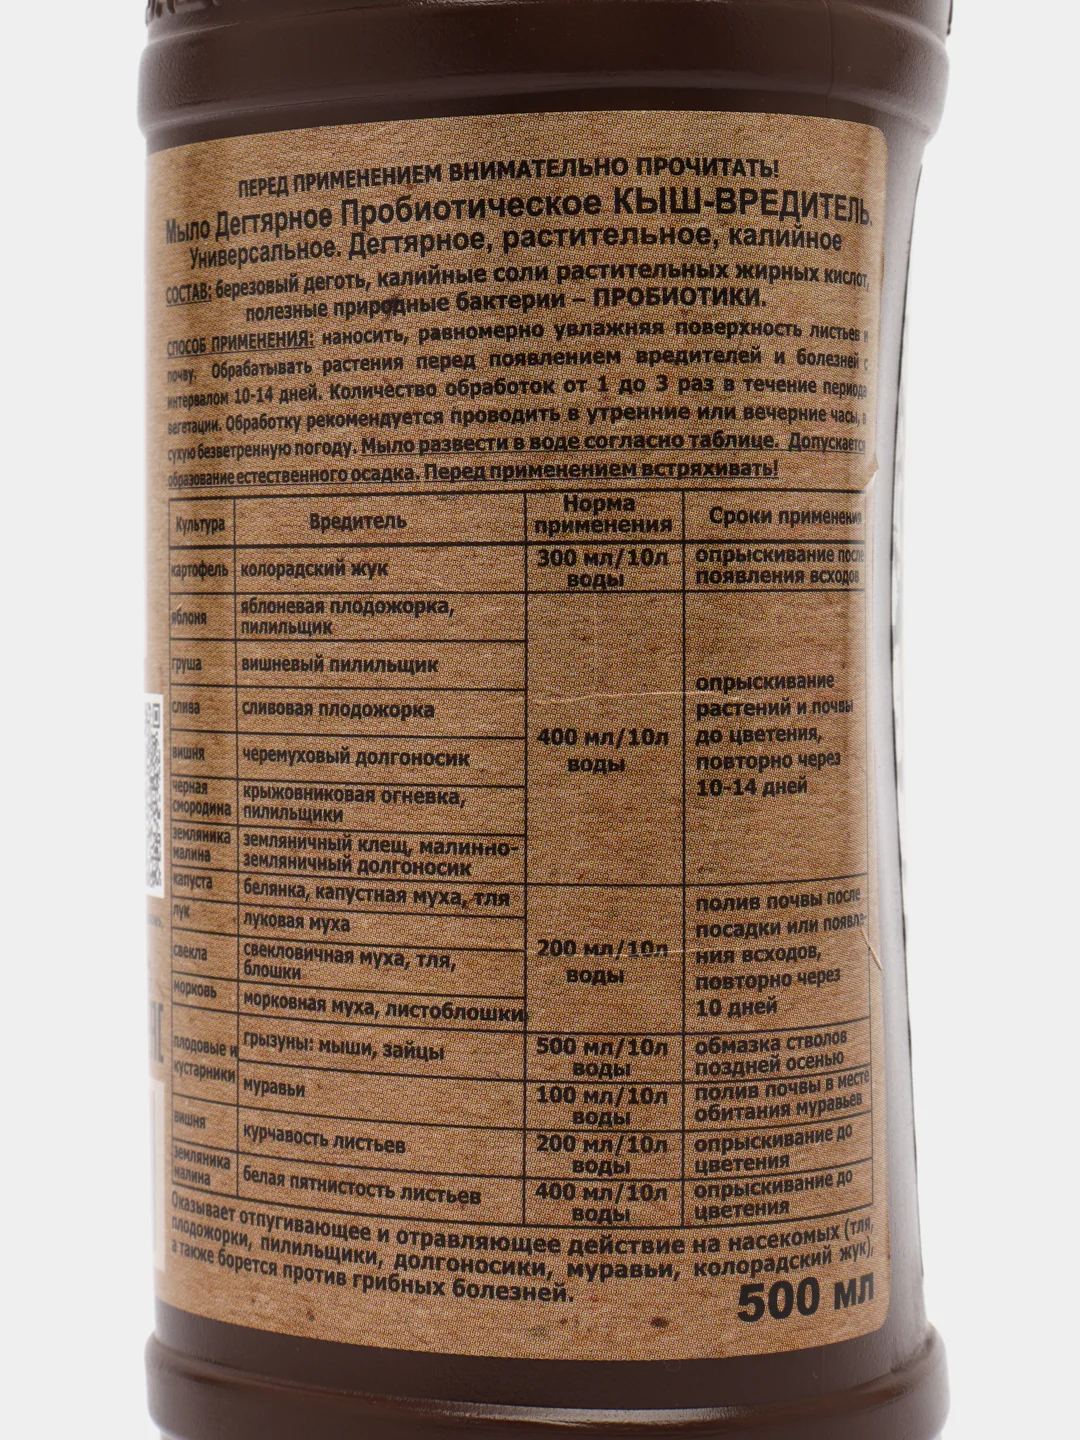 ПЕРЕД ПРИМЕНЕНИЕМ ВНИМАТЕЛЬНО ПРОЧИТАТЬ!
Мыло Дегтярное Пробиотическое КЫШ-ВРЕДИТЕЛЬ.
Универсальное. Дегтярное, растительное, калийное
СОСТАВ: березовый деготь, калийные соли растительных жирных кислот,
полезные природные бактерии – ПРОБИОТИКИ.
СПОСОБ ПРИМЕНЕНИЯ: наносить, равномерно увлажняя поверхность листьев и
почву. Обрабатывать растения перед появлением вредителей и болезней с
интервалом 10-14 дней. Количество обработок от 1 до 3 раз в течение периода
вегетации. Обработку рекомендуется проводить в утренние или вечерние часы, в
сухую безветренную погоду. Мыло развести в воде согласно таблице. Допускается
образование естественного осадка. Перед применением встряхивать!
Культура Вредитель Норма применения Сроки применения
картофель колорадский жук 300 мл/10л воды опрыскивание после появления всходов
яблоня яблоневая плодожорка, пилильщик
груша вишневый пилильщик
слива сливовая плодожорка
вишня черемуховый долгоносик
черная смородина крыжовниковая огневка, пилильщики
земляника малина земляничный клещ, малинно-земляничный долгоносик
400 мл/10л воды
опрыскивание
растений и почвы
до цветения,
повторно через
10-14 дней
капуста белянка, капустная муха, тля
лук луковая муха
свекла свекловичная муха, тля, блошки
морковь морковная муха, листоблошки
200 мл/10л воды
полив почвы после
посадки или появле-
ния всходов,
повторно через
10 дней
плодовые и кустарники грызуны: мыши, зайцы 500 мл/10л воды обмазка стволов поздней осенью
муравьи 100 мл/10л воды полив почвы в месте обитания муравьев
вишня курчавость листьев 200 мл/10л воды опрыскивание до цветения
земляника малина белая пятнистость листьев 400 мл/10л воды опрыскивание до цветения
Оказывает отпугивающее и отравляющее действие на насекомых (тля,
плодожорки, пилильщики, долгоносики, муравьи, колорадский жук),
а также борется против грибных болезней.
500 мл